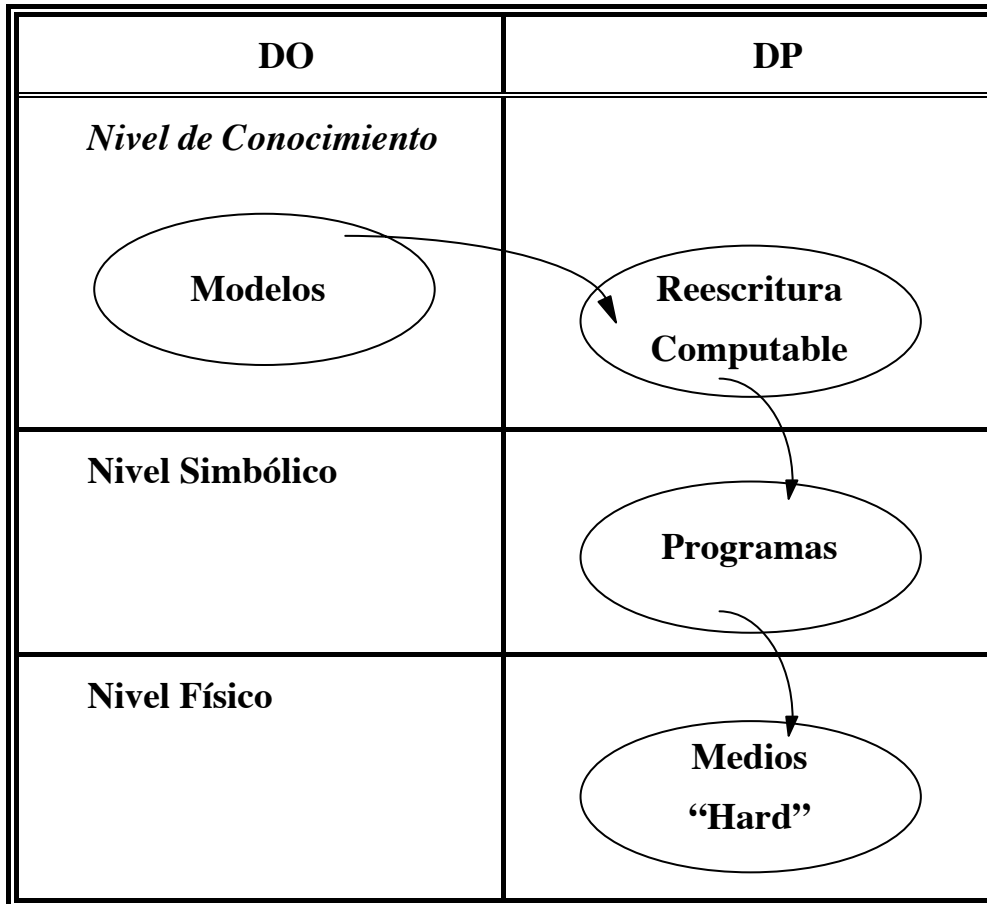 DO
DP
Nivel de Conocimiento
Modelos
Reescritura
Computable
Nivel Simbólico
Programas
Nivel Físico
Medios
“Hard”